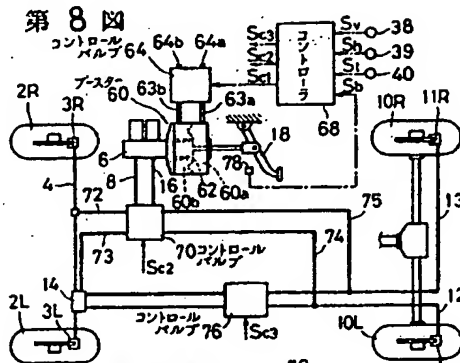 第8図
コントロール
バルブ
64
64b
64a
ブースター
63b
63a
60
Sc3
Sc2
Sc1
コントローラ
68
Sv
38
Sh
39
St
40
Sb
2R
3R
6
8
16
62
60a
60b
18
78
10R
11R
4
72
73
70コントロール
バルブ
Sc2
75
74
13
14
コントロール
バルブ
76
Sc3
12
2L
3L
10L